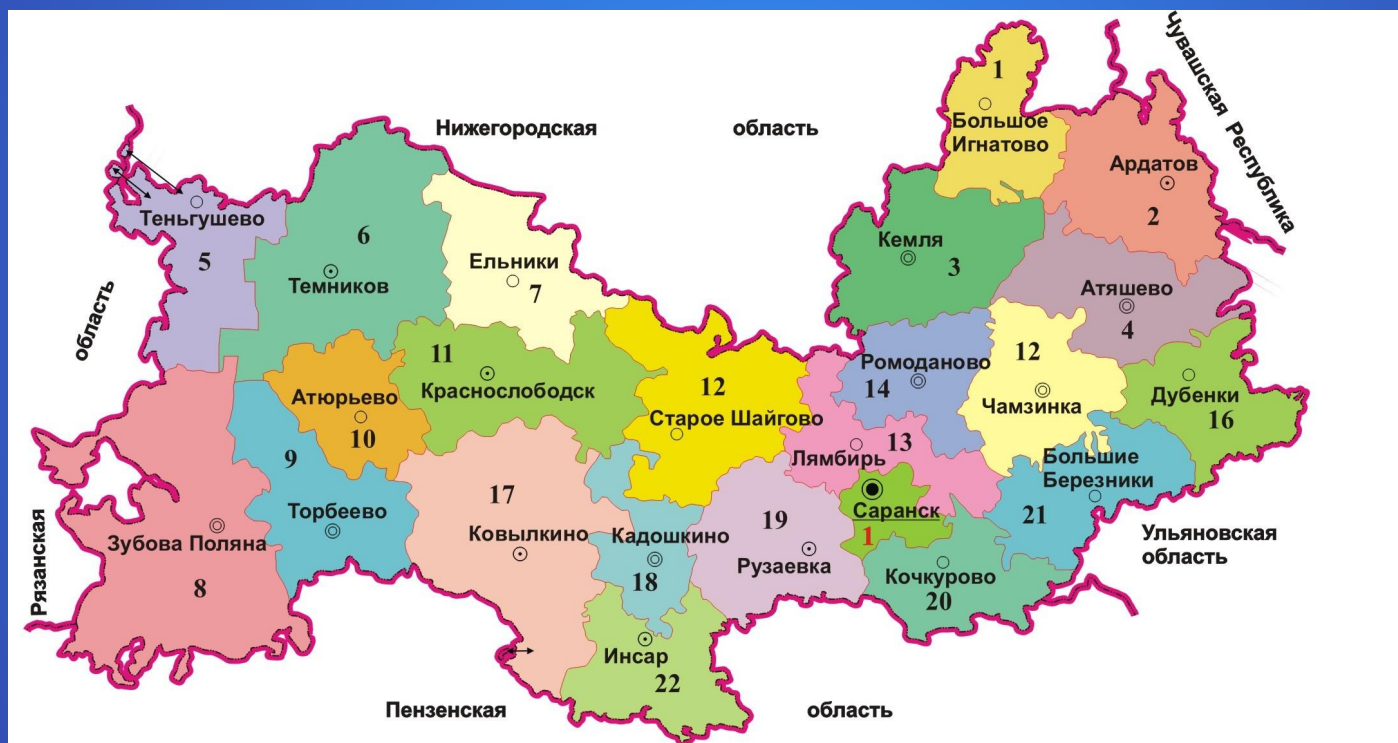 Чувашская Республика
Нижегородская область
1
Большое
Игнатово
Ардатов
2
Теньгушево
5
6
Темников
Ельники
7
Кемля
3
Атяшево
4
область
Рязанская
11
Краснослободск
12
Старое Шайгово
Ромоданово
14
12
Чамзинка
Дубенки
16
Атюрьево
10
9
Торбеево
Лямбирь
13
Большие
Березники
21
Саранск
1
Зубова Поляна
8
17
Ковылкино
Кадошкино
18
19
Рузаевка
Кочкурово
20
Ульяновская
область
Инсар
22
Пензенская область